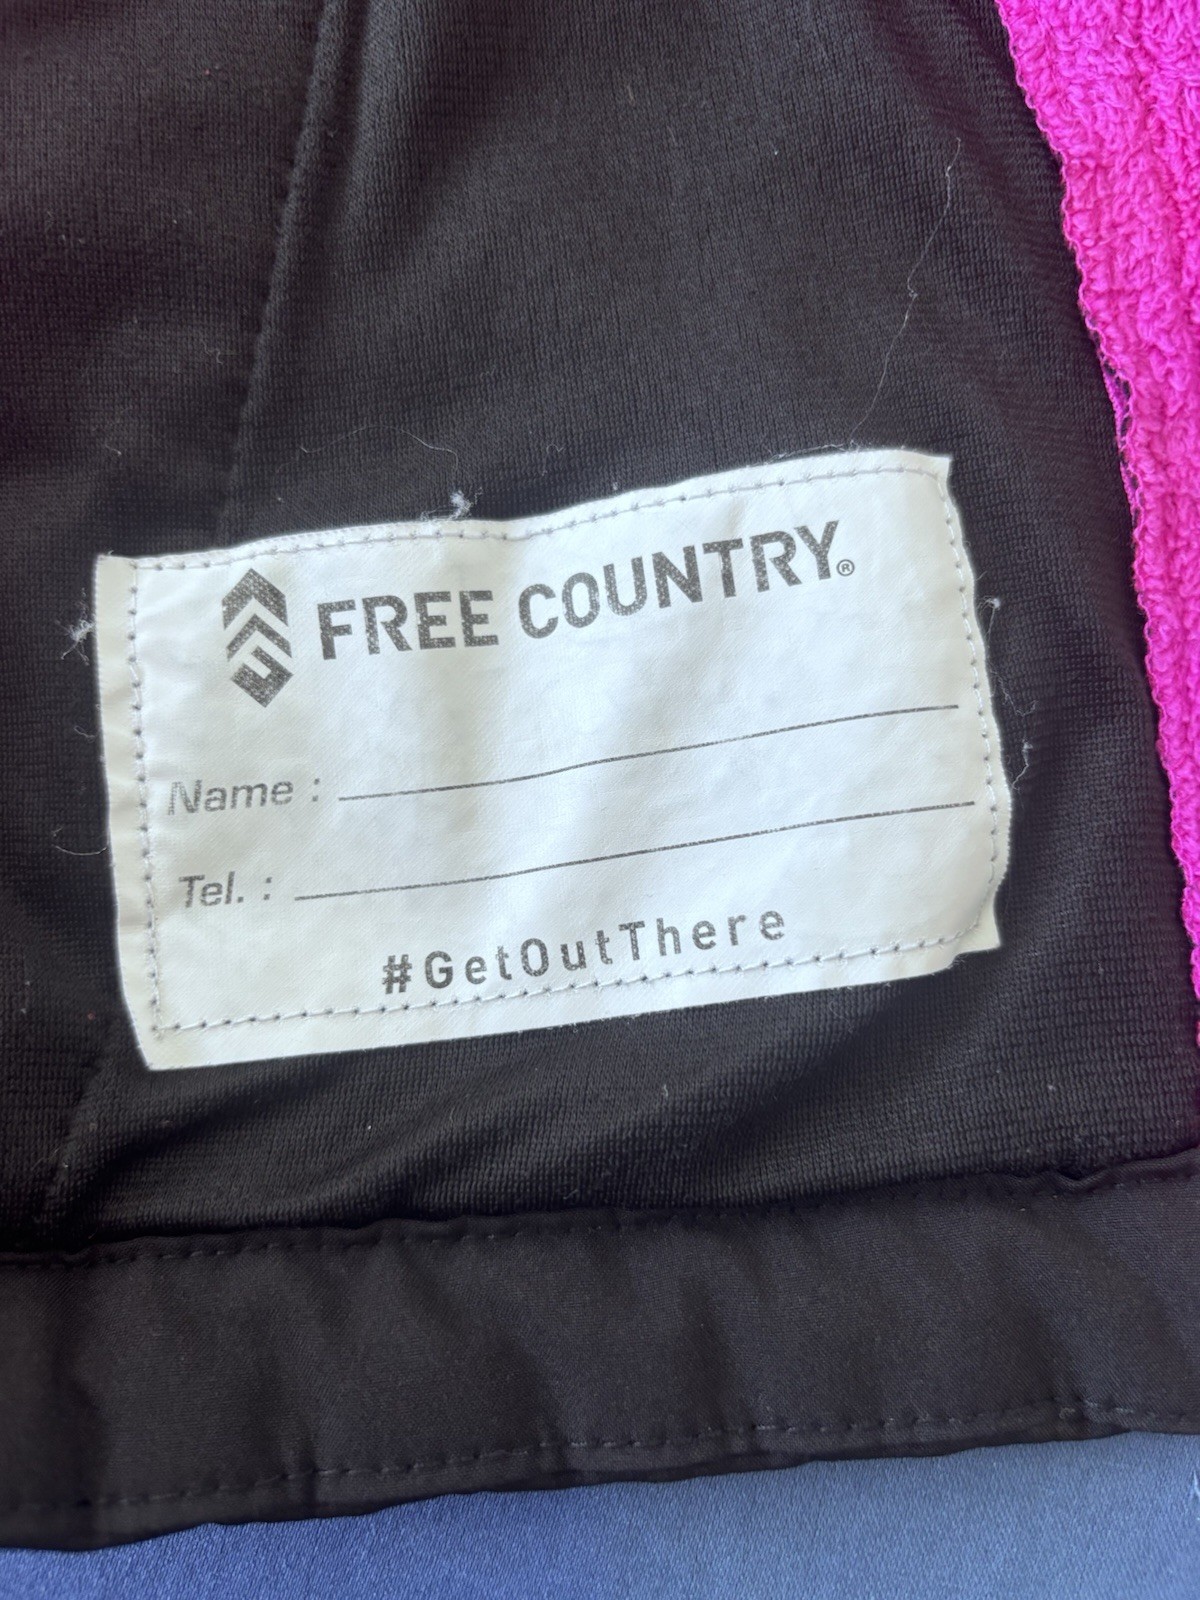 FREE COUNTRY®
Name :
Tel. :
#GetOutThere